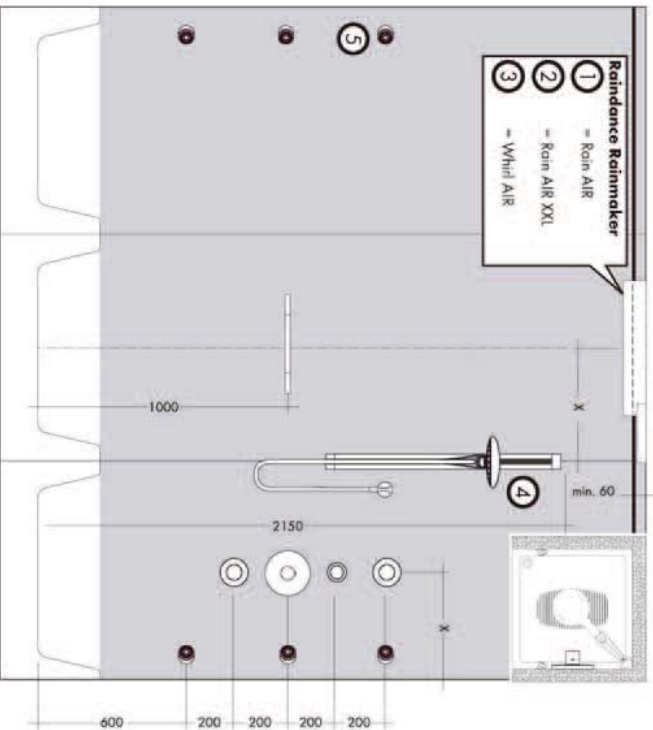 Raindance Rainmaker
1 = Rain AIR
2 = Rain AIR XXL
3 = Whirl AIR
5
4
1000
X
min. 60
2150
X
600
200
200
200
200